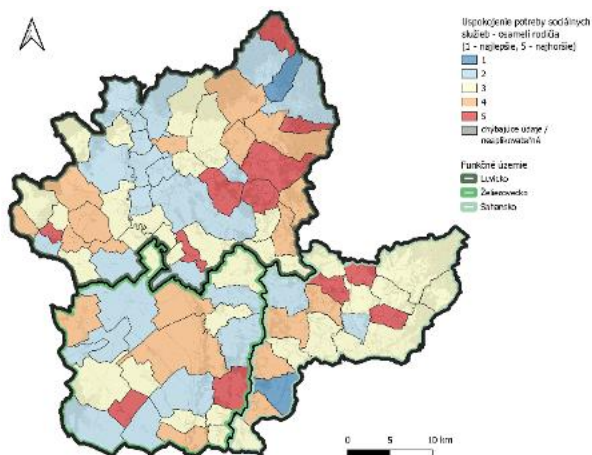 Uspokojenie potreby sociálnych
služieb - osamelí rodičia
(1 - najlepšie, 5 - najhoršie)
1
2
3
4
5
chýbajúce údaje /
neaplikovateľné
Funkčné územie
Levicko
Želiezovecko
Šahansko
0 5 10 km